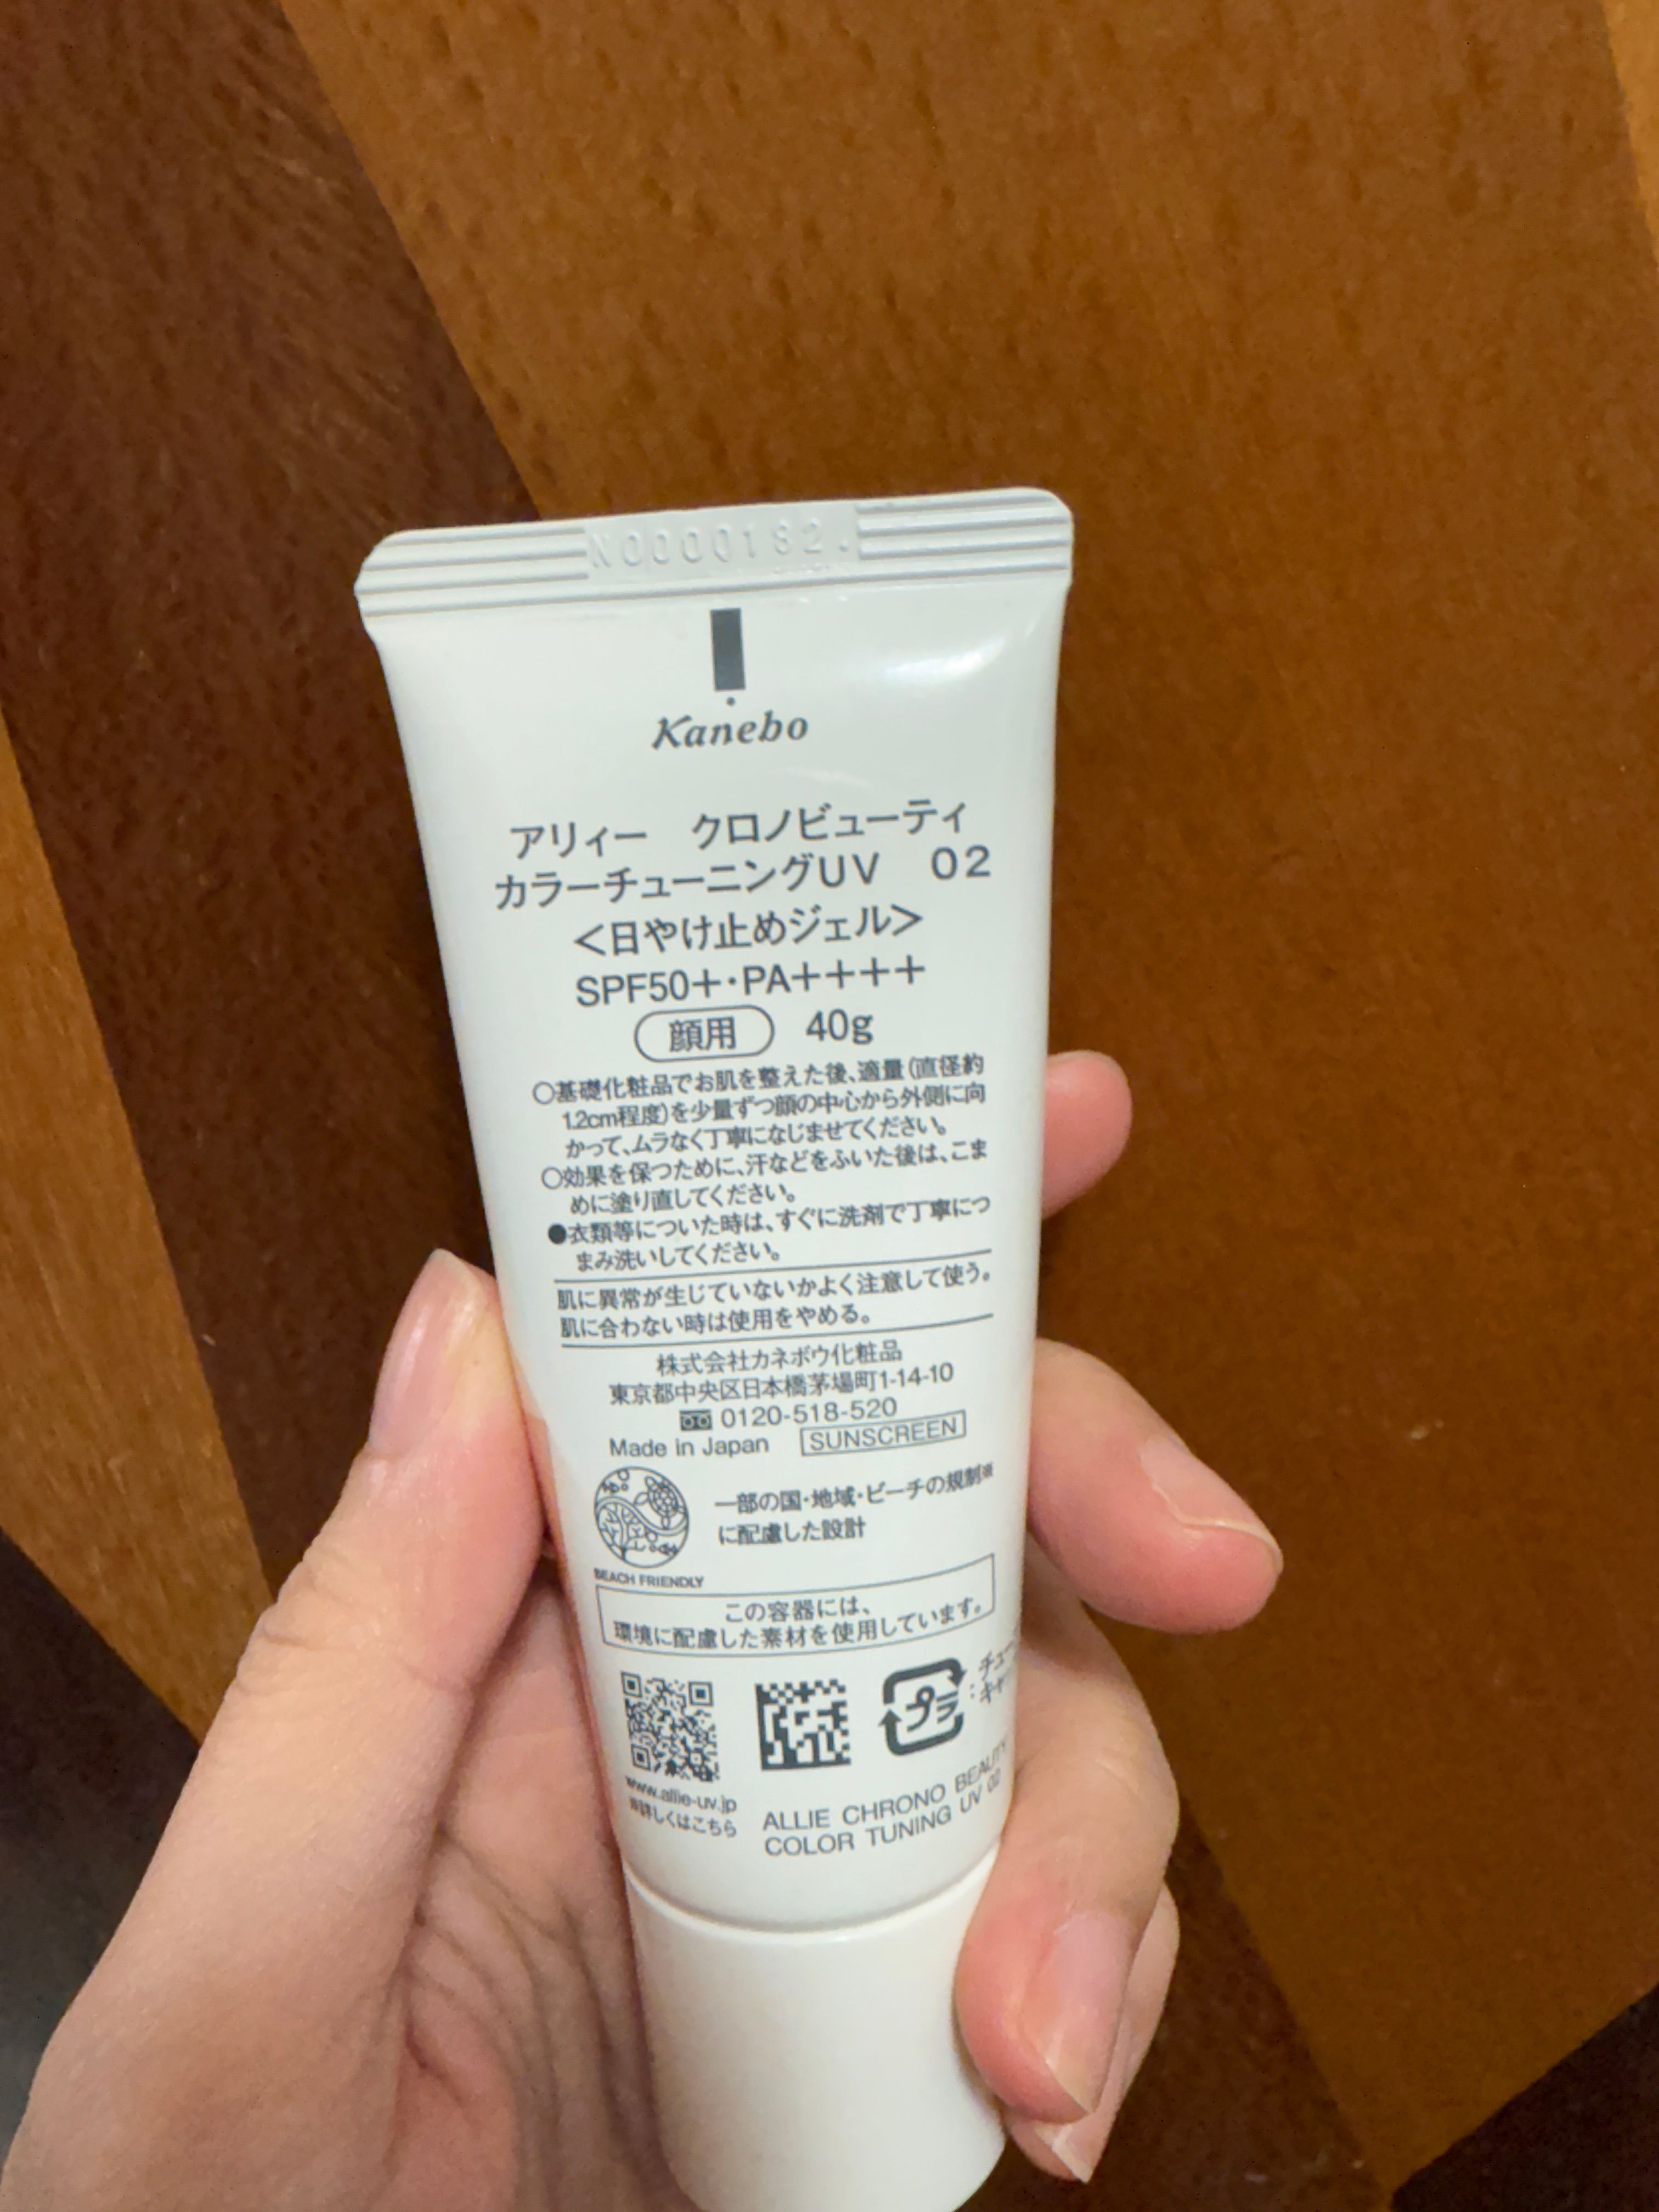 N0000182.
Kanebo
アリィー　クロノビューティ
カラーチューニングUV　02
<日やけ止めジェル>
SPF50+・PA++++
顔用　40g
○基礎化粧品でお肌を整えた後、適量(直径約
1.2cm程度)を少量ずつ顔の中心から外側に向
かって、ムラなく丁寧になじませてください。
○効果を保つために、汗などをふいた後は、こま
めに塗り直してください。
●衣類等についた時は、すぐに洗剤で丁寧につ
まみ洗いしてください。
肌に異常が生じていないかよく注意して使う。
肌に合わない時は使用をやめる。
株式会社カネボウ化粧品
東京都中央区日本橋茅場町1-14-10
0120-518-520
Made in Japan　SUNSCREEN
一部の国・地域・ビーチの規制※
に配慮した設計
BEACH FRIENDLY
この容器には、
環境に配慮した素材を使用しています。
プラ
www.allie-uv.jp
※詳しくはこちら
ALLIE CHRONO BEAUTY
COLOR TUNING UV 02